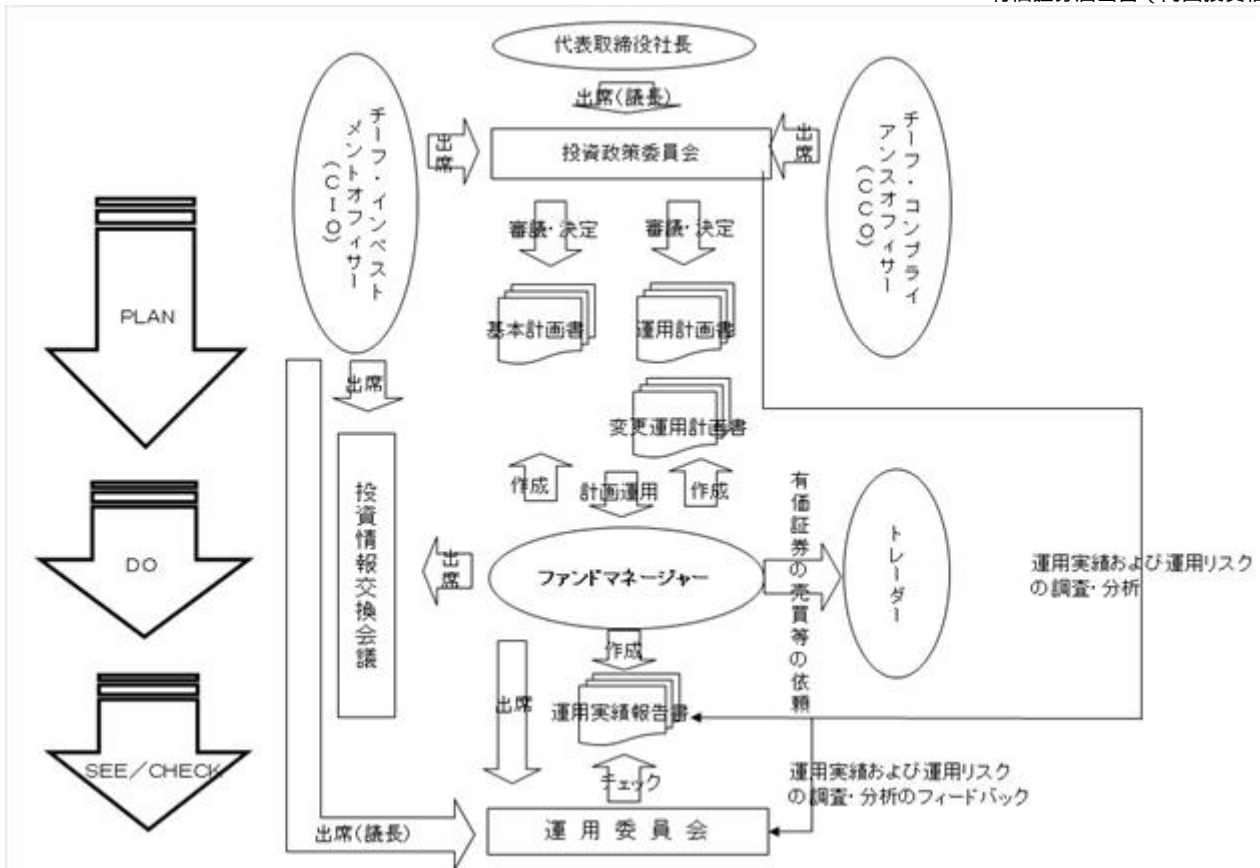 代表取締役社長
出席(議長)
チーフ・インベスト
メントオフィサー
(CIO)
出席
投資政策委員会
出席
チーフ・コンプライ
アンスオフィサー
(CCO)
審議・決定
審議・決定
PLAN
基本計画書
運用計画書
出席
変更運用計画書
作成
計画運用
作成
投資情報交換会議
DO
出席
ファンドマネージャー
有価証券の売買等の依頼
トレーダー
運用実績および運用リスク
の調査・分析
作成
出席
運用実績報告書
SEE/CHECK
チェック
運用実績および運用リスク
の調査・分析のフィードバック
出席(議長)
運用委員会